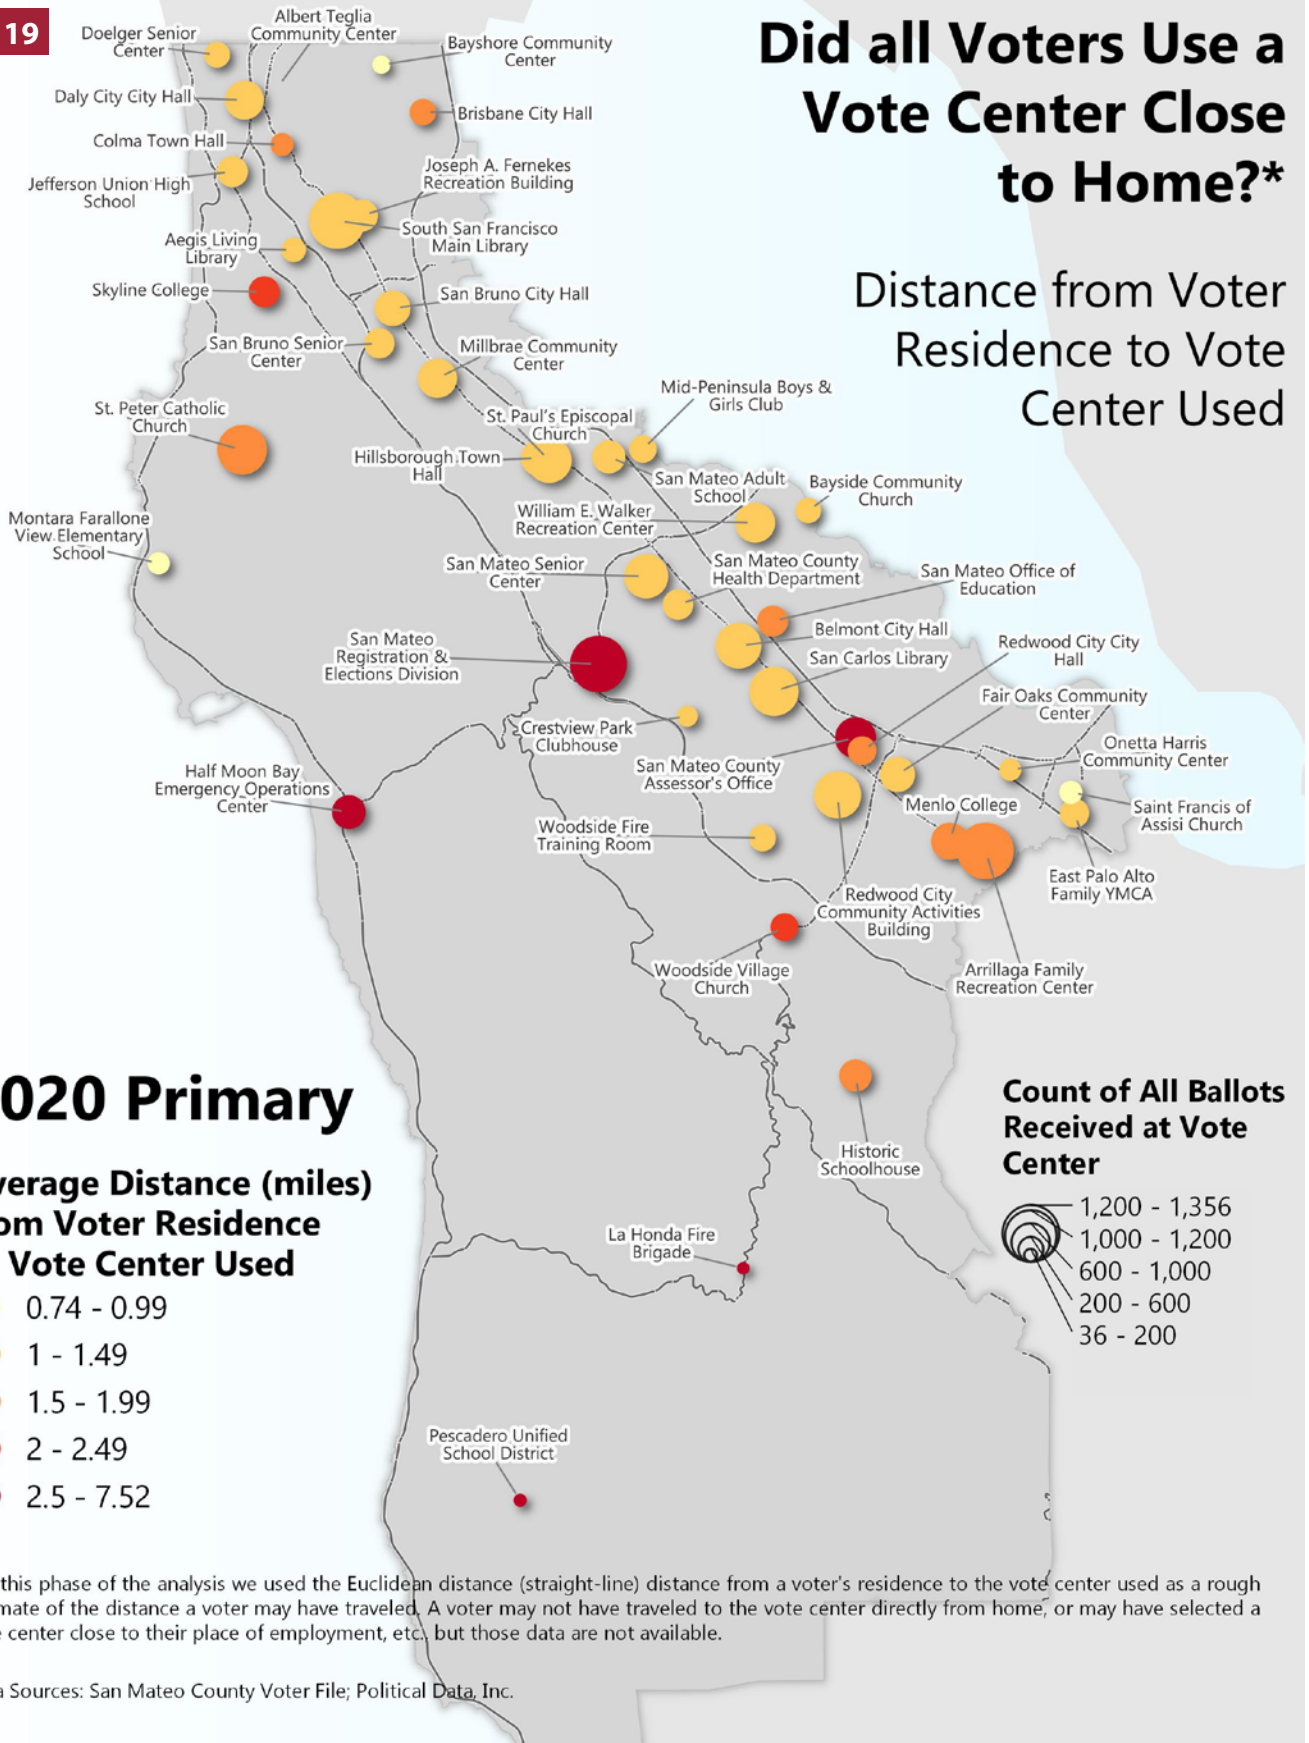 19
Did all Voters Use a
Vote Center Close
to Home?*
Distance from Voter
Residence to Vote
Center Used
Doelger Senior
Center
Albert Teglia
Community Center
Bayshore Community
Center
Daly City City Hall
Brisbane City Hall
Colma Town Hall
Joseph A. Fernekes
Recreation Building
Jefferson Union High
School
South San Francisco
Main Library
Aegis Living
Library
Skyline College
San Bruno City Hall
San Bruno Senior
Center
Millbrae Community
Center
Mid-Peninsula Boys &
Girls Club
St. Peter Catholic
Church
St. Paul's Episcopal
Church
Hillsborough Town
Hall
San Mateo Adult
School
Bayside Community
Church
William E. Walker
Recreation Center
Montara Farallone
View Elementary
School
San Mateo Senior
Center
San Mateo County
Health Department
San Mateo Office of
Education
San Mateo
Registration &
Elections Division
Belmont City Hall
San Carlos Library
Redwood City City
Hall
Fair Oaks Community
Center
Crestview Park
Clubhouse
San Mateo County
Assessor's Office
Onetta Harris
Community Center
Half Moon Bay
Emergency Operations
Center
Menlo College
Saint Francis of
Assisi Church
Woodside Fire
Training Room
East Palo Alto
Family YMCA
Redwood City
Community Activities
Building
Woodside Village
Church
Arrillaga Family
Recreation Center
Historic
Schoolhouse
La Honda Fire
Brigade
Pescadero Unified
School District
020 Primary
verage Distance (miles)
om Voter Residence
Vote Center Used
0.74 - 0.99
1 - 1.49
1.5 - 1.99
2 - 2.49
2.5 - 7.52
Count of All Ballots
Received at Vote
Center
1,200 - 1,356
1,000 - 1,200
600 - 1,000
200 - 600
36 - 200
this phase of the analysis we used the Euclidean distance (straight-line) distance from a voter's residence to the vote center used as a rough
mate of the distance a voter may have traveled. A voter may not have traveled to the vote center directly from home, or may have selected a
center close to their place of employment, etc., but those data are not available.
a Sources: San Mateo County Voter File; Political Data, Inc.